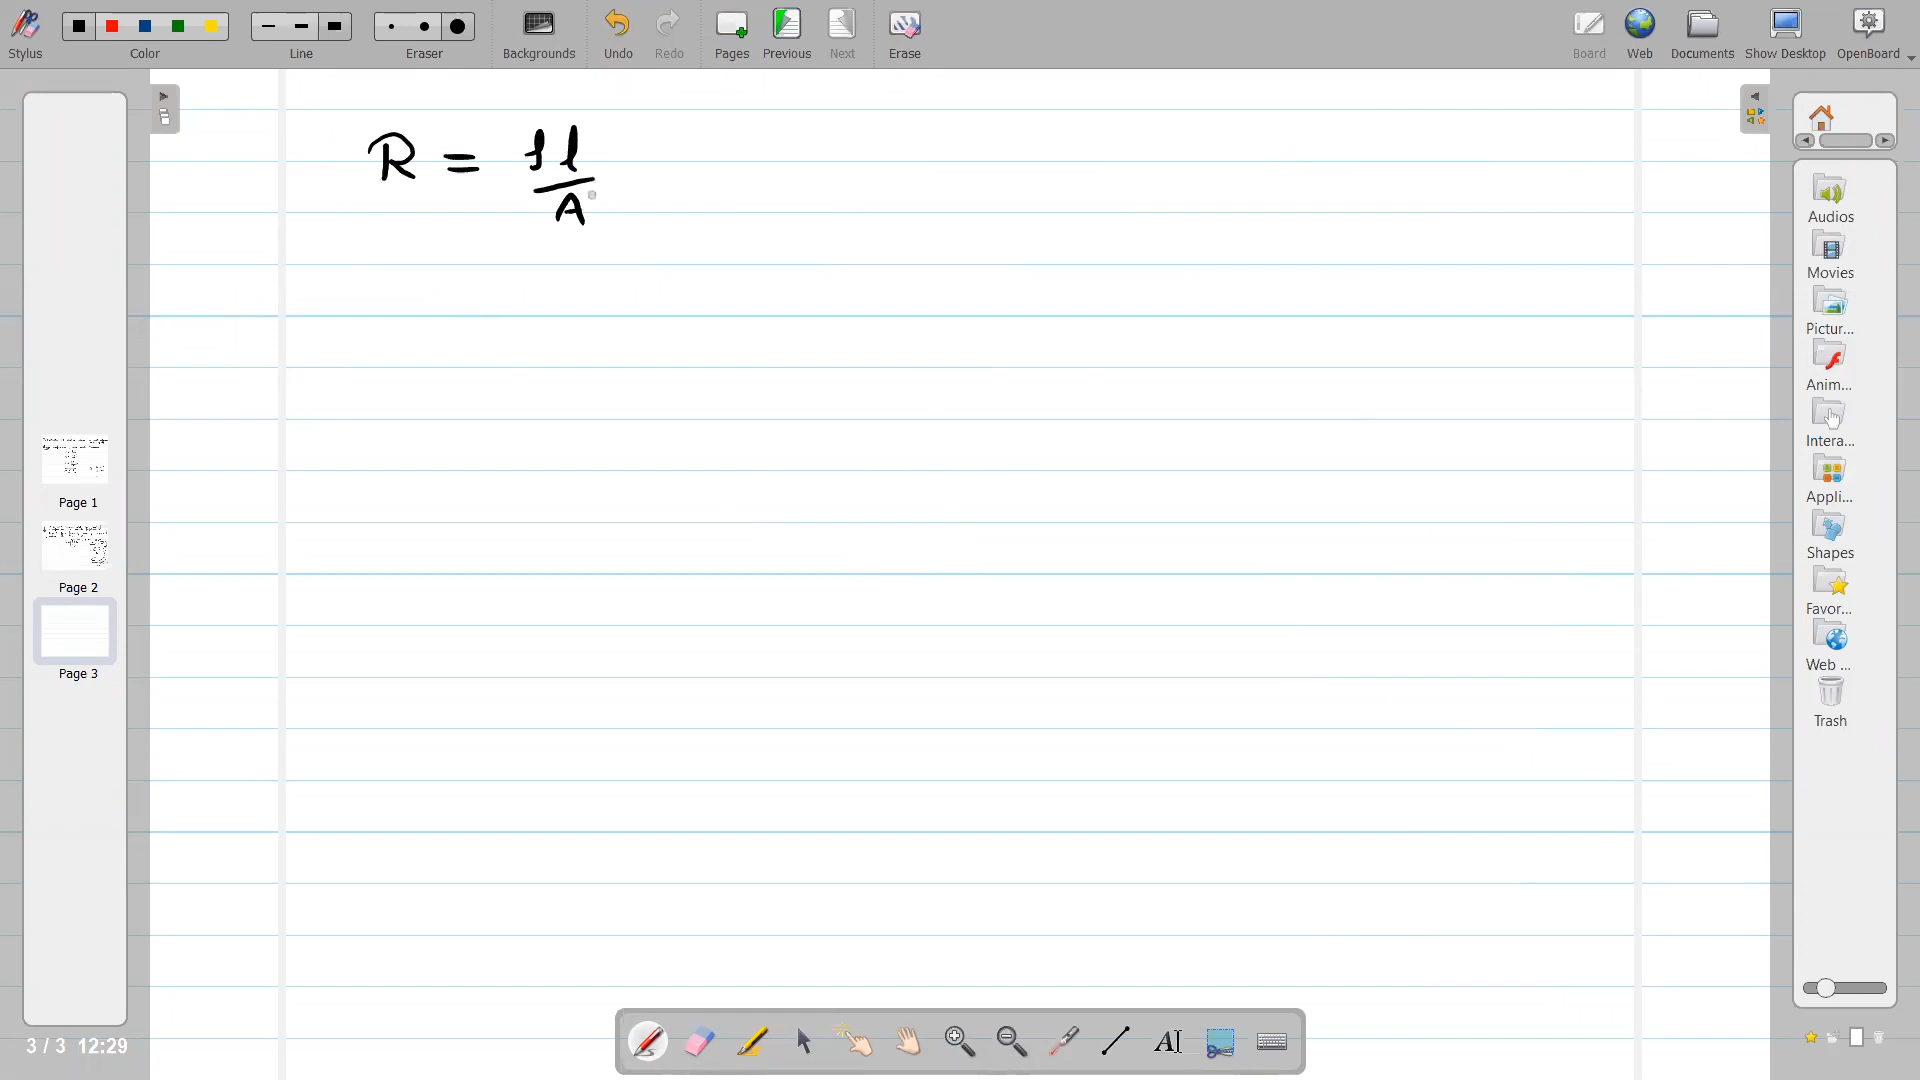 Stylus Color Line Eraser Backgrounds Undo Redo Pages Previous Next Erase Board Web Documents Show Desktop OpenBoard
R = ρl
A
Page 1
Page 2
Page 3
3 / 3 12:29
Audios
Movies
Pictur...
Anim...
Intera...
Appli...
Shapes
Favor...
Web ...
Trash